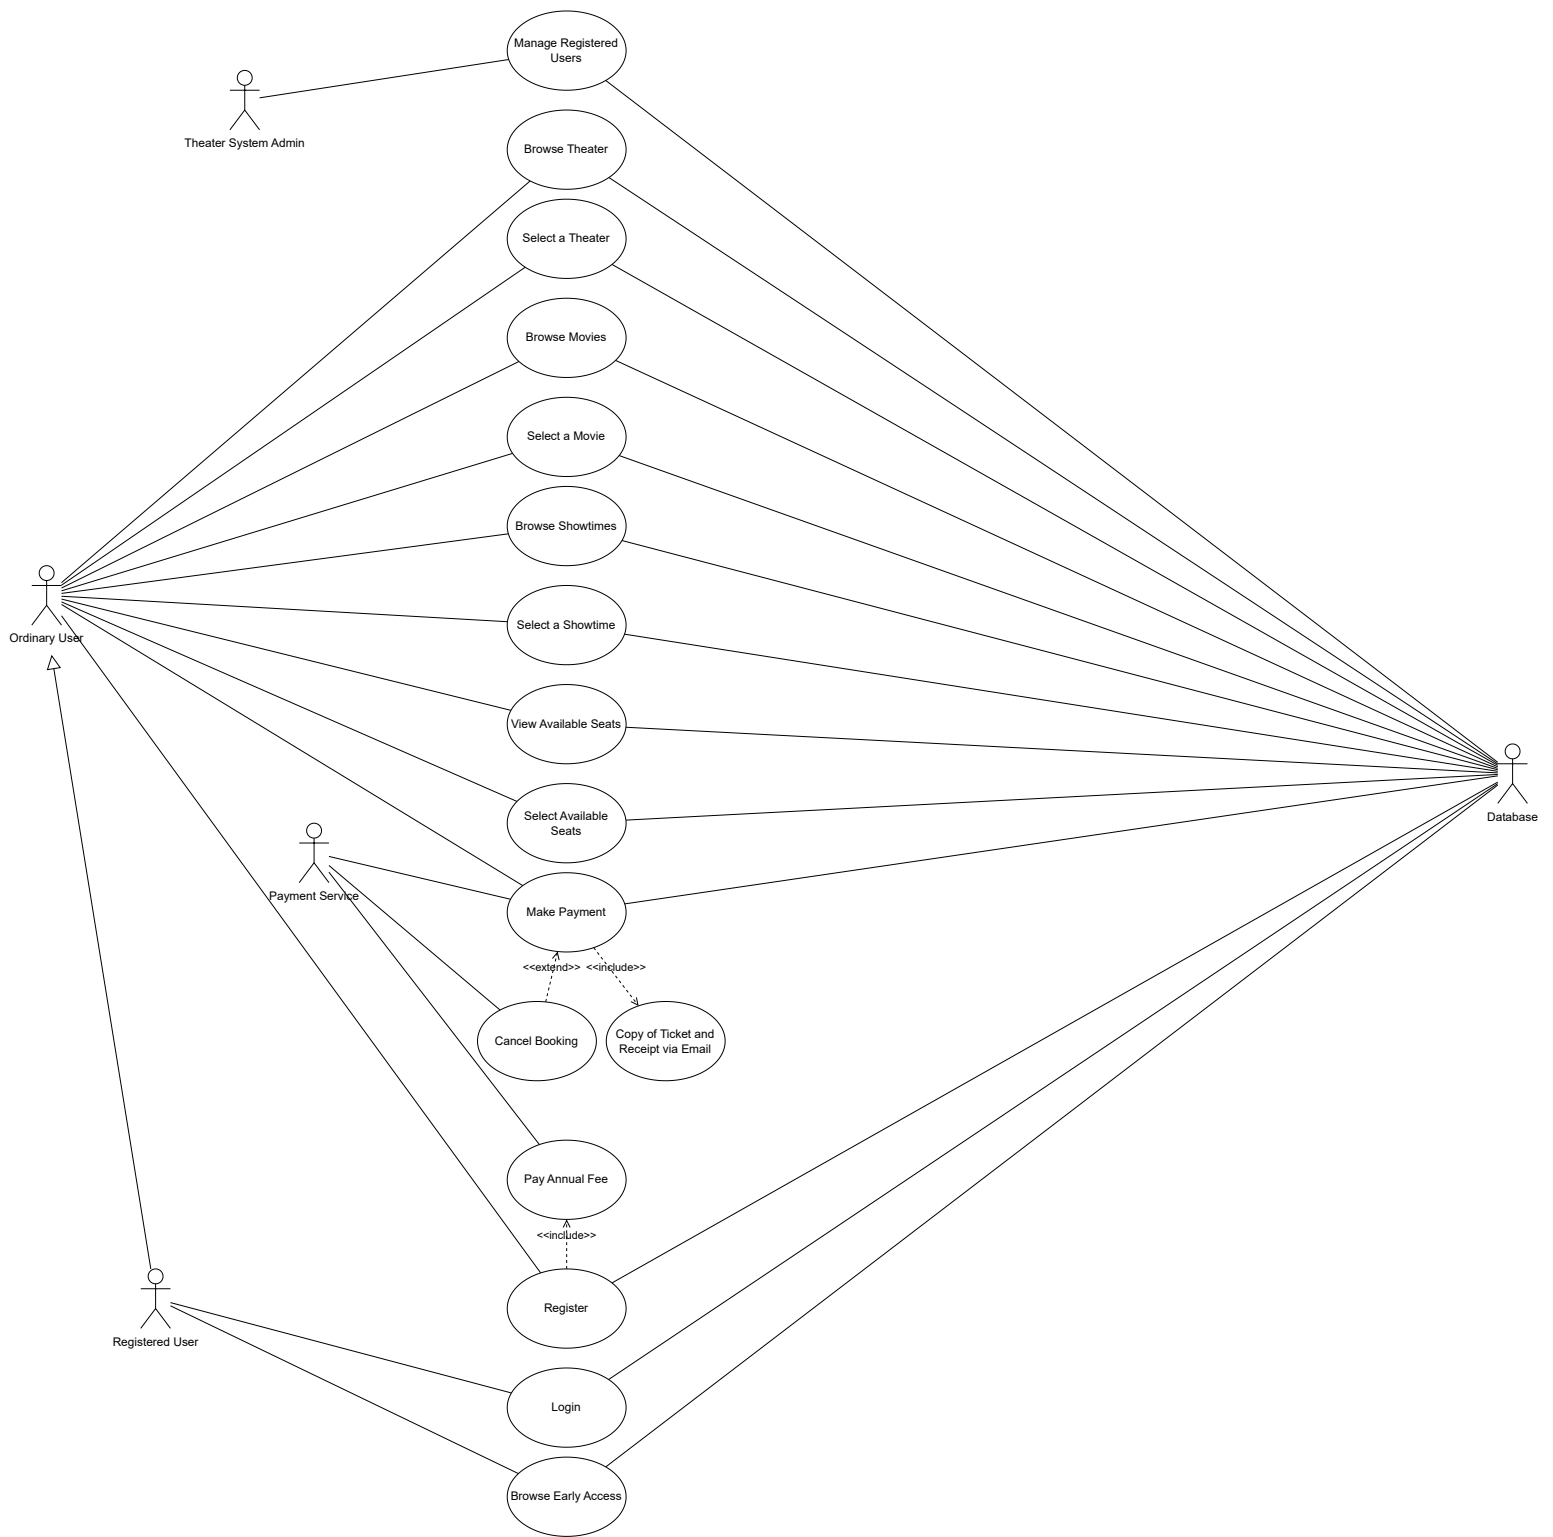 Manage Registered
Users
Theater System Admin
Browse Theater
Select a Theater
Browse Movies
Select a Movie
Browse Showtimes
Ordinary User
Select a Showtime
View Available Seats
Select Available
Seats
Database
Payment Service
Make Payment
<<extend>>
<<include>>
Cancel Booking
Copy of Ticket and
Receipt via Email
Pay Annual Fee
<<include>>
Register
Registered User
Login
Browse Early Access